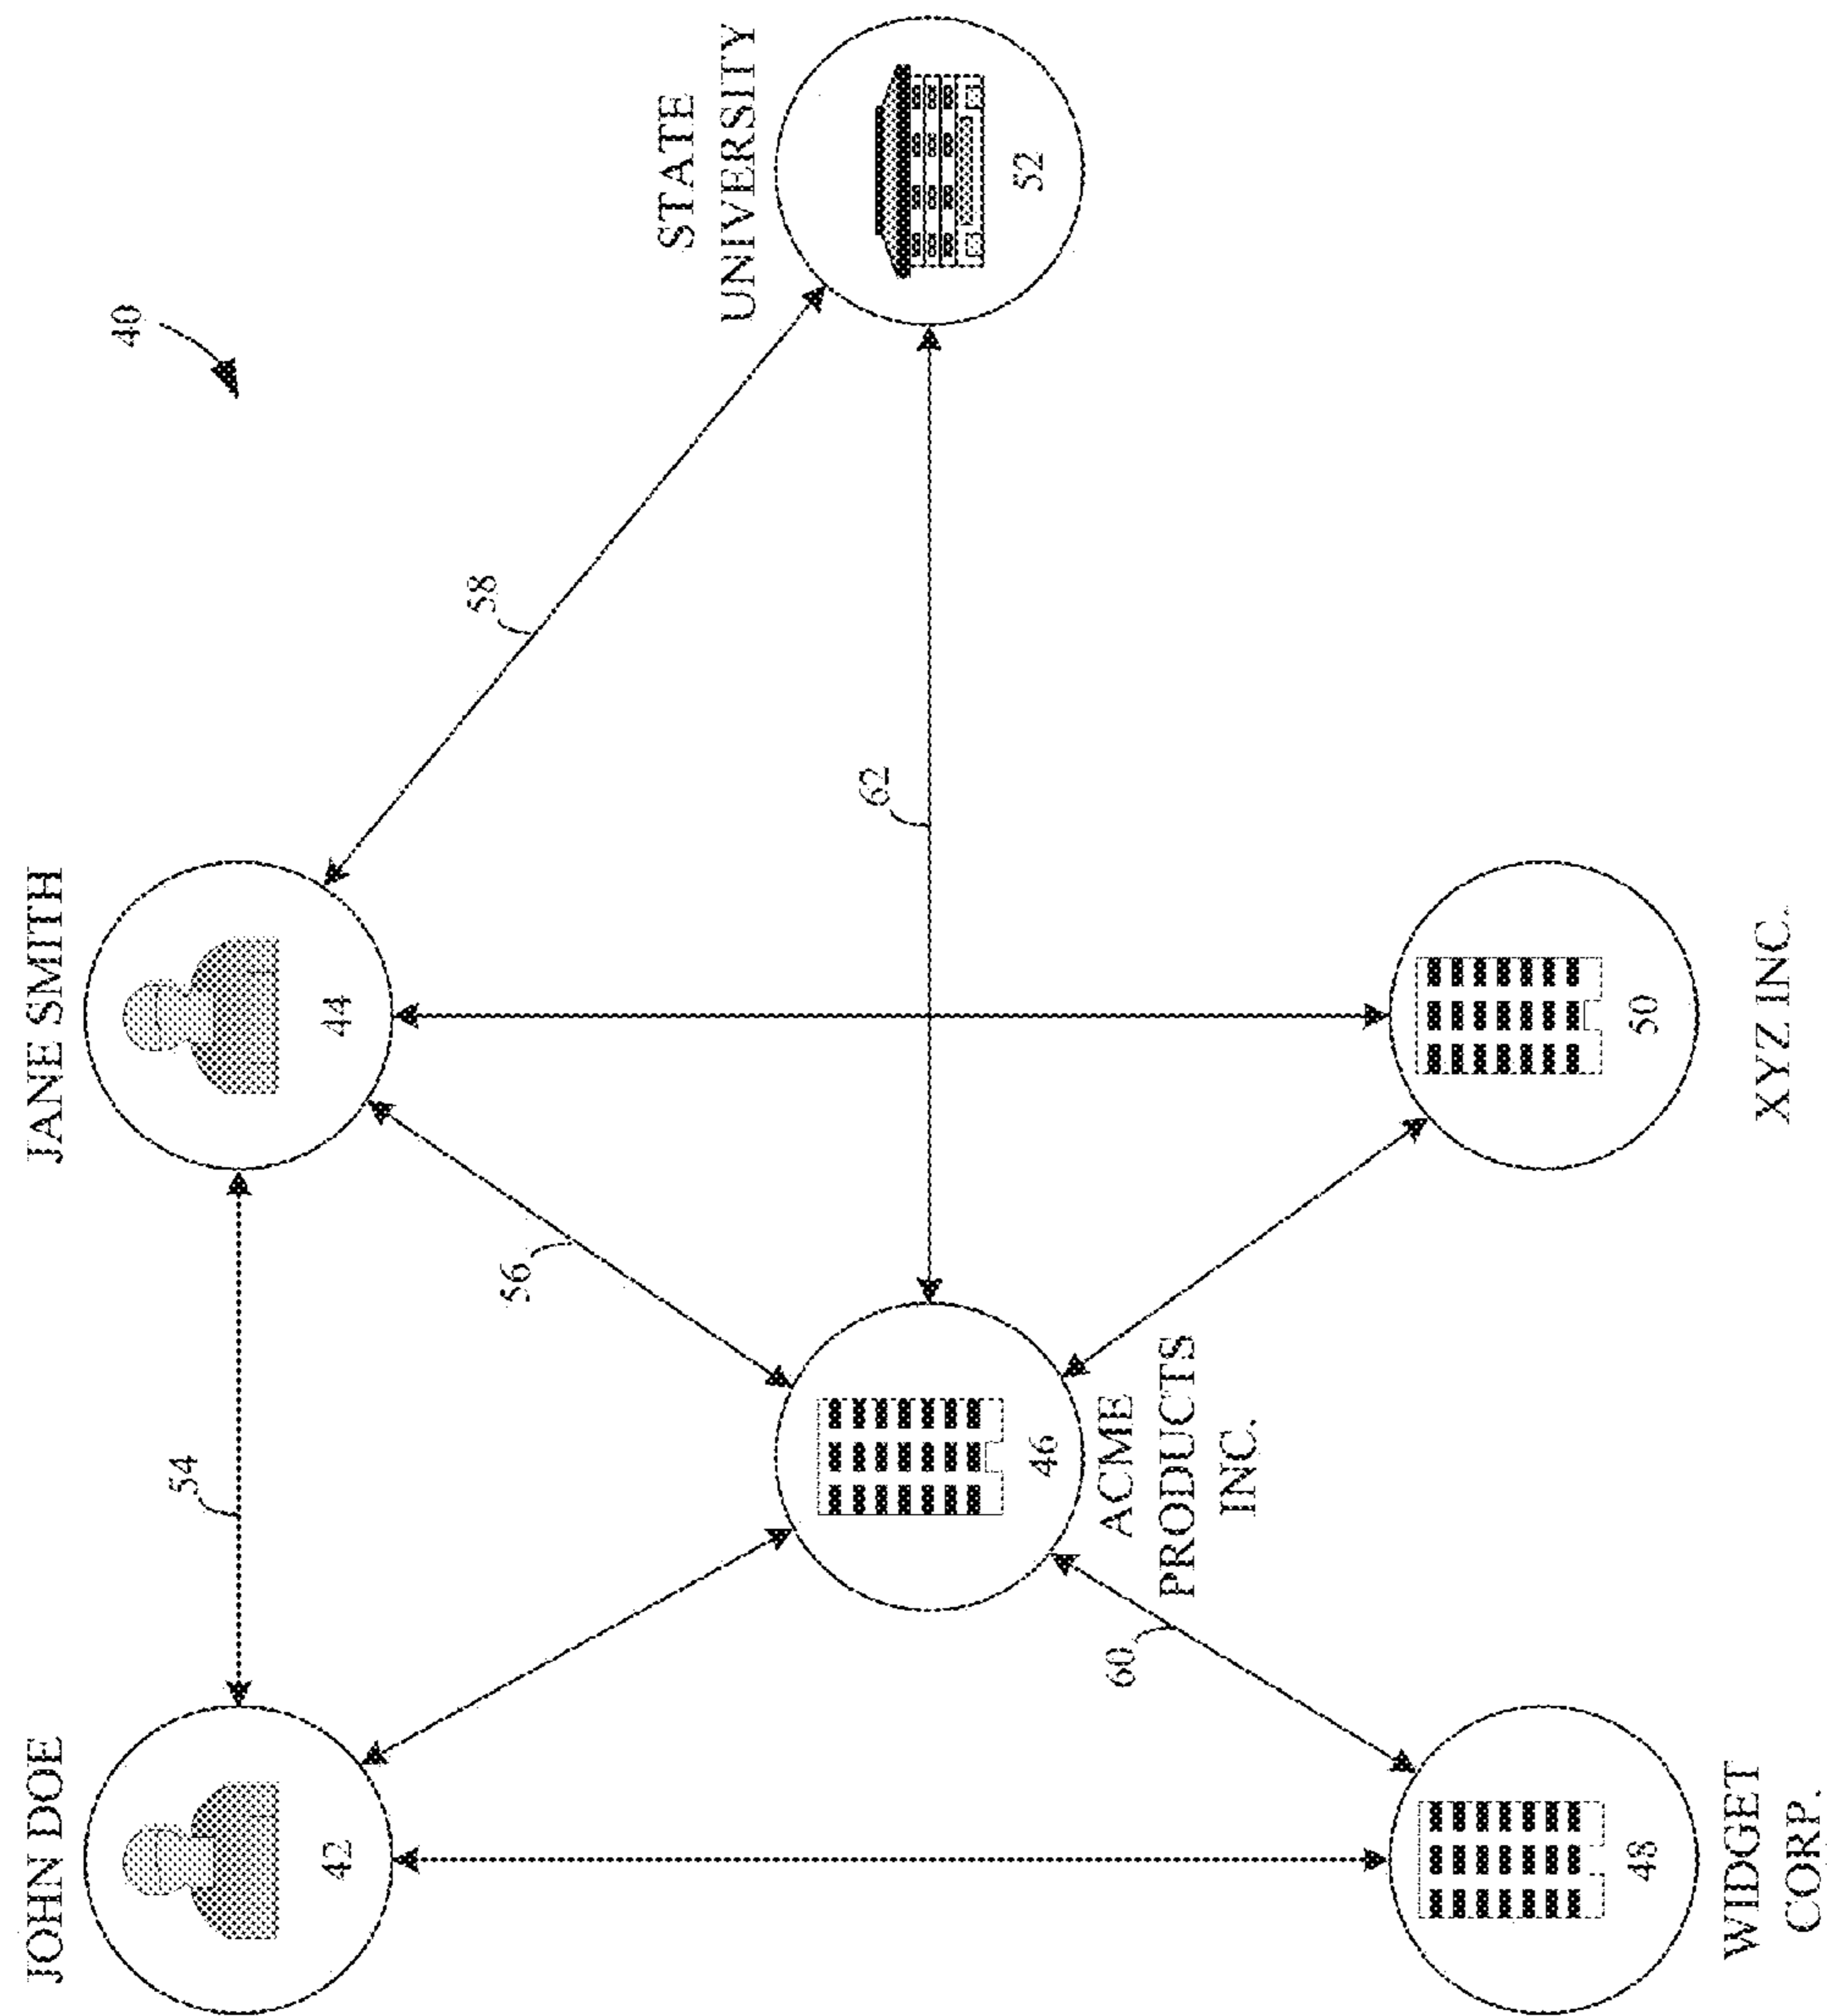 40
JOHN DOE
JANE SMITH
42
54
44
56
58
STATE
UNIVERSITY
52
62
46
ACME
PRODUCTS
INC.
60
48
50
WIDGET
CORP.
XYZ INC.